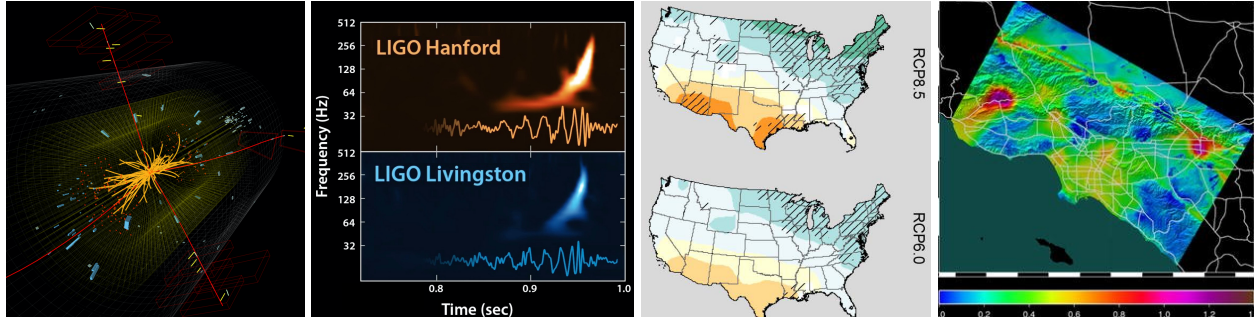 512
256
128
64
32
LIGO Hanford
512
256
128
64
32
LIGO Livingston
Frequency (Hz)
0.8 0.9 1.0
Time (sec)
RCP8.5
RCP6.0
0 0.2 0.4 0.6 0.8 1.0 1.2